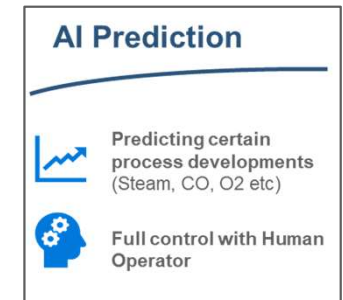 AI Prediction
Predicting certain
process developments
(Steam, CO, O2 etc)
Full control with Human
Operator